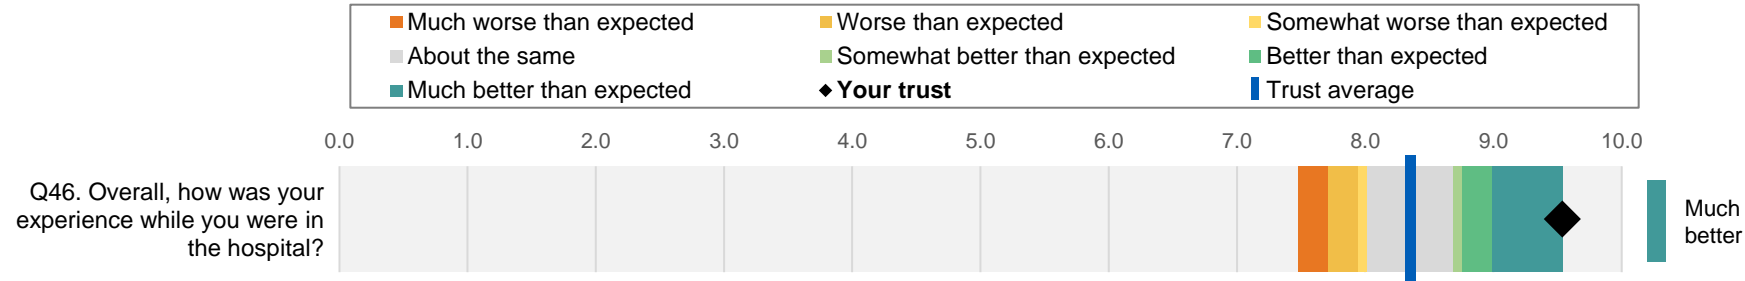 Much worse than expected
Worse than expected
Somewhat worse than expected
About the same
Somewhat better than expected
Better than expected
Much better than expected
Your trust
Trust average
0.0 1.0 2.0 3.0 4.0 5.0 6.0 7.0 8.0 9.0 10.0
Q46. Overall, how was your
experience while you were in
the hospital?
Much
better